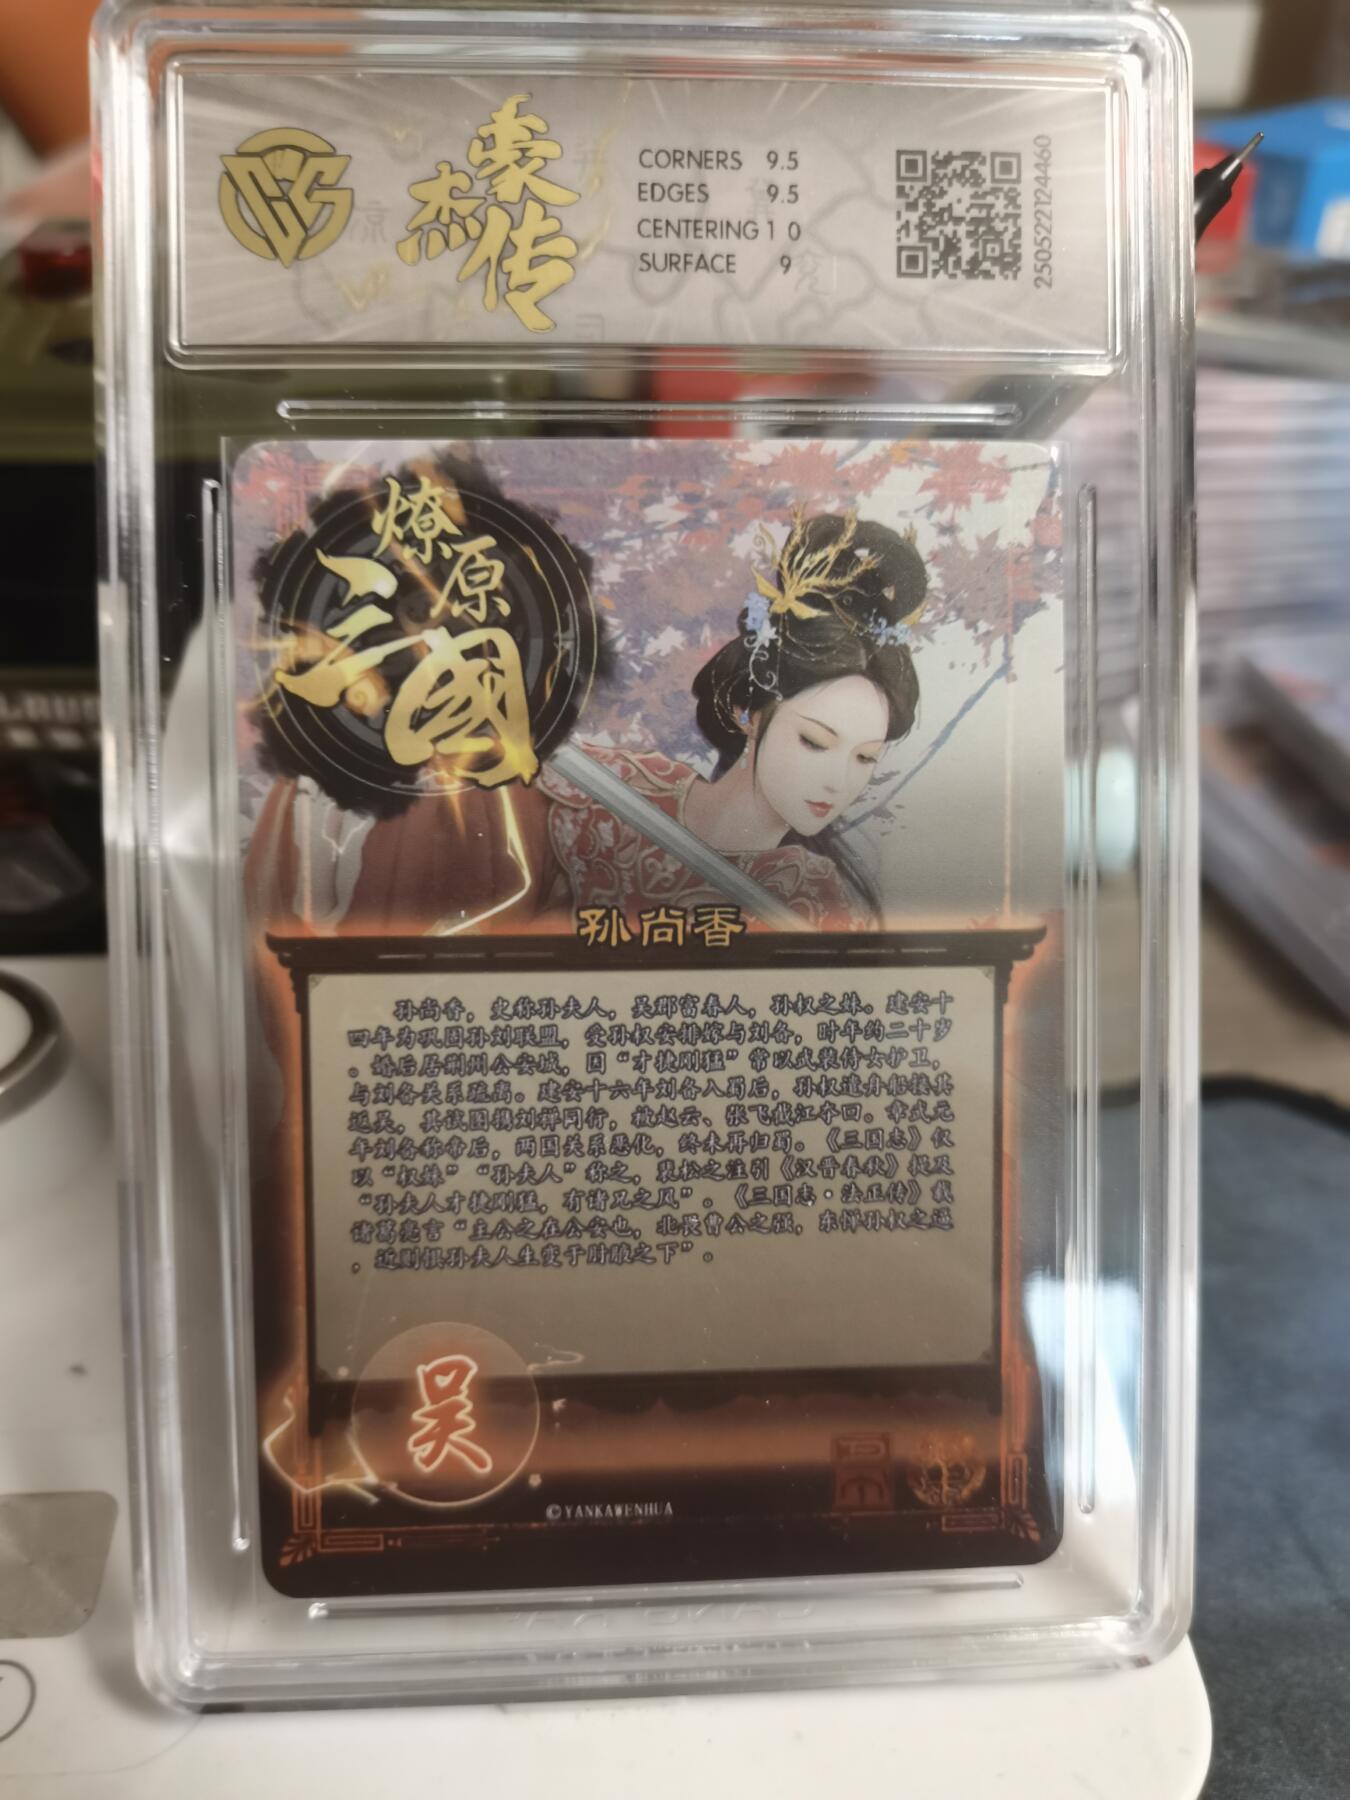 豪杰传
CORNERS 9.5
EDGES 9.5
CENTERING 10
SURFACE 9
2505221224460
燎原
三國
孙尚香
孙尚香，史称孙夫人，吴郡富春人，孙权之妹。建安十
四年为巩固孙刘联盟，受孙权安排嫁与刘备，时年约二十岁
。婚后居荆州公安城，因“才捷刚猛”常以武装侍女护卫，
与刘备关系疏离。建安十六年刘备入蜀后，孙权遣舟船接其
返吴，其试图携刘禅同行，被赵云、张飞截江夺回。章武元
年刘备称帝后，两国关系恶化，终未再归蜀。《三国志》仅
以“权妹”“孙夫人”称之，裴松之注引《汉晋春秋》提及
“孙夫人才捷刚猛，有诸兄之风”。《三国志·法正传》载
诸葛亮言“主公之在公安也，北畏曹公之强，东惮孙权之逼
，近则惧孙夫人生变于肘腋之下”。
吴
©YANKAWENHUA